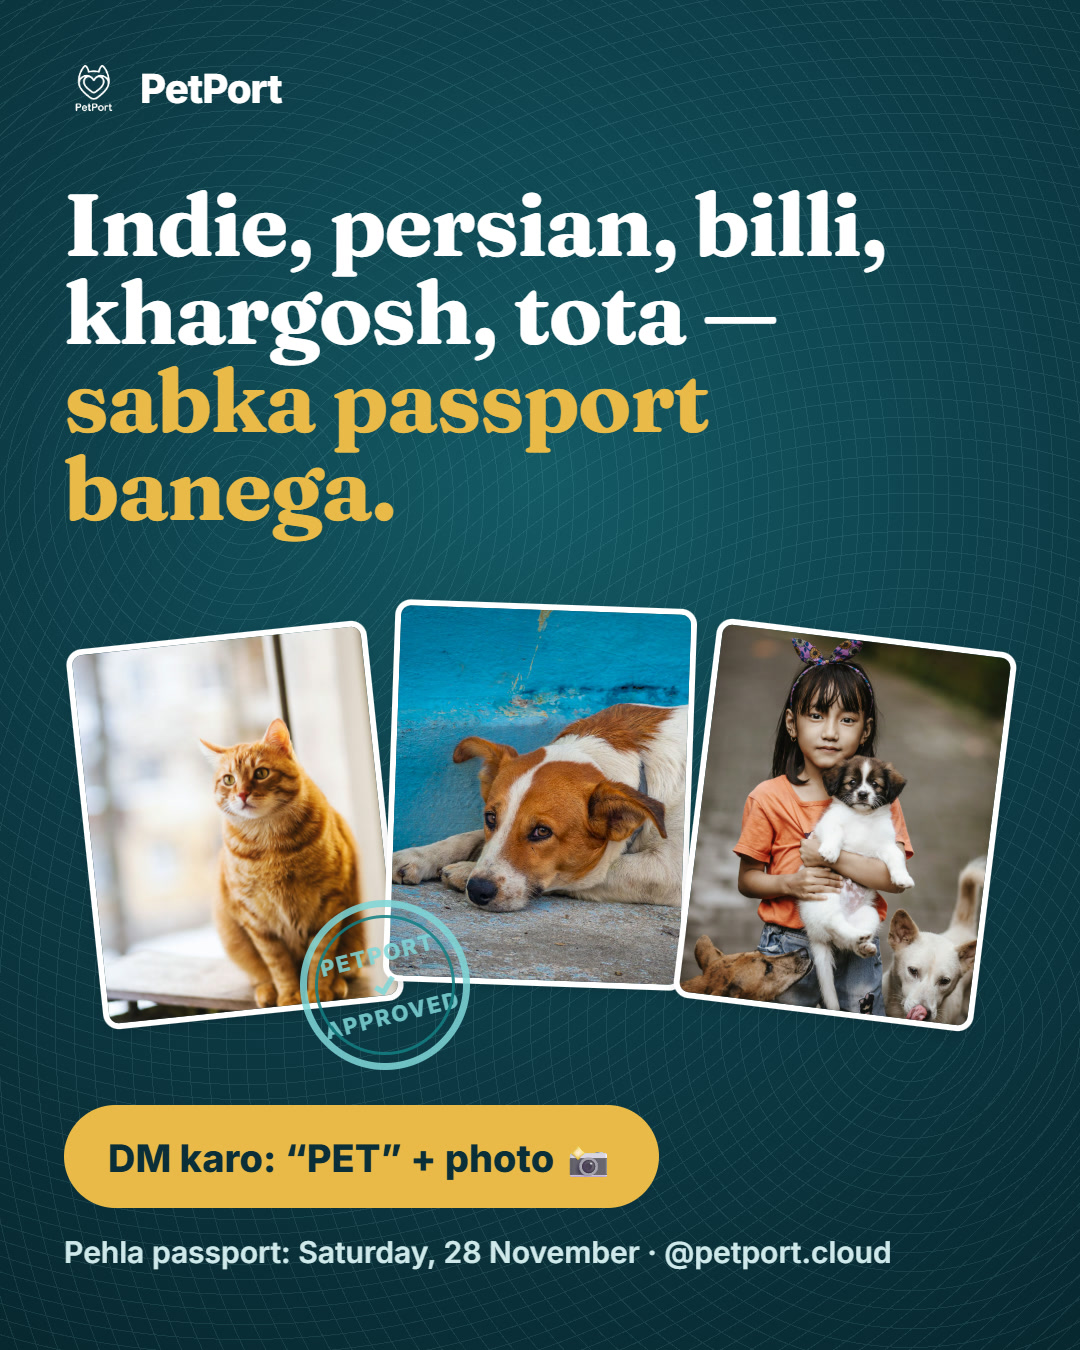 PetPort
PetPort
Indie, persian, billi,
khargosh, tota —
sabka passport
banega.
PETPORT
APPROVED
DM karo: “PET” + photo 📸
Pehla passport: Saturday, 28 November · @petport.cloud